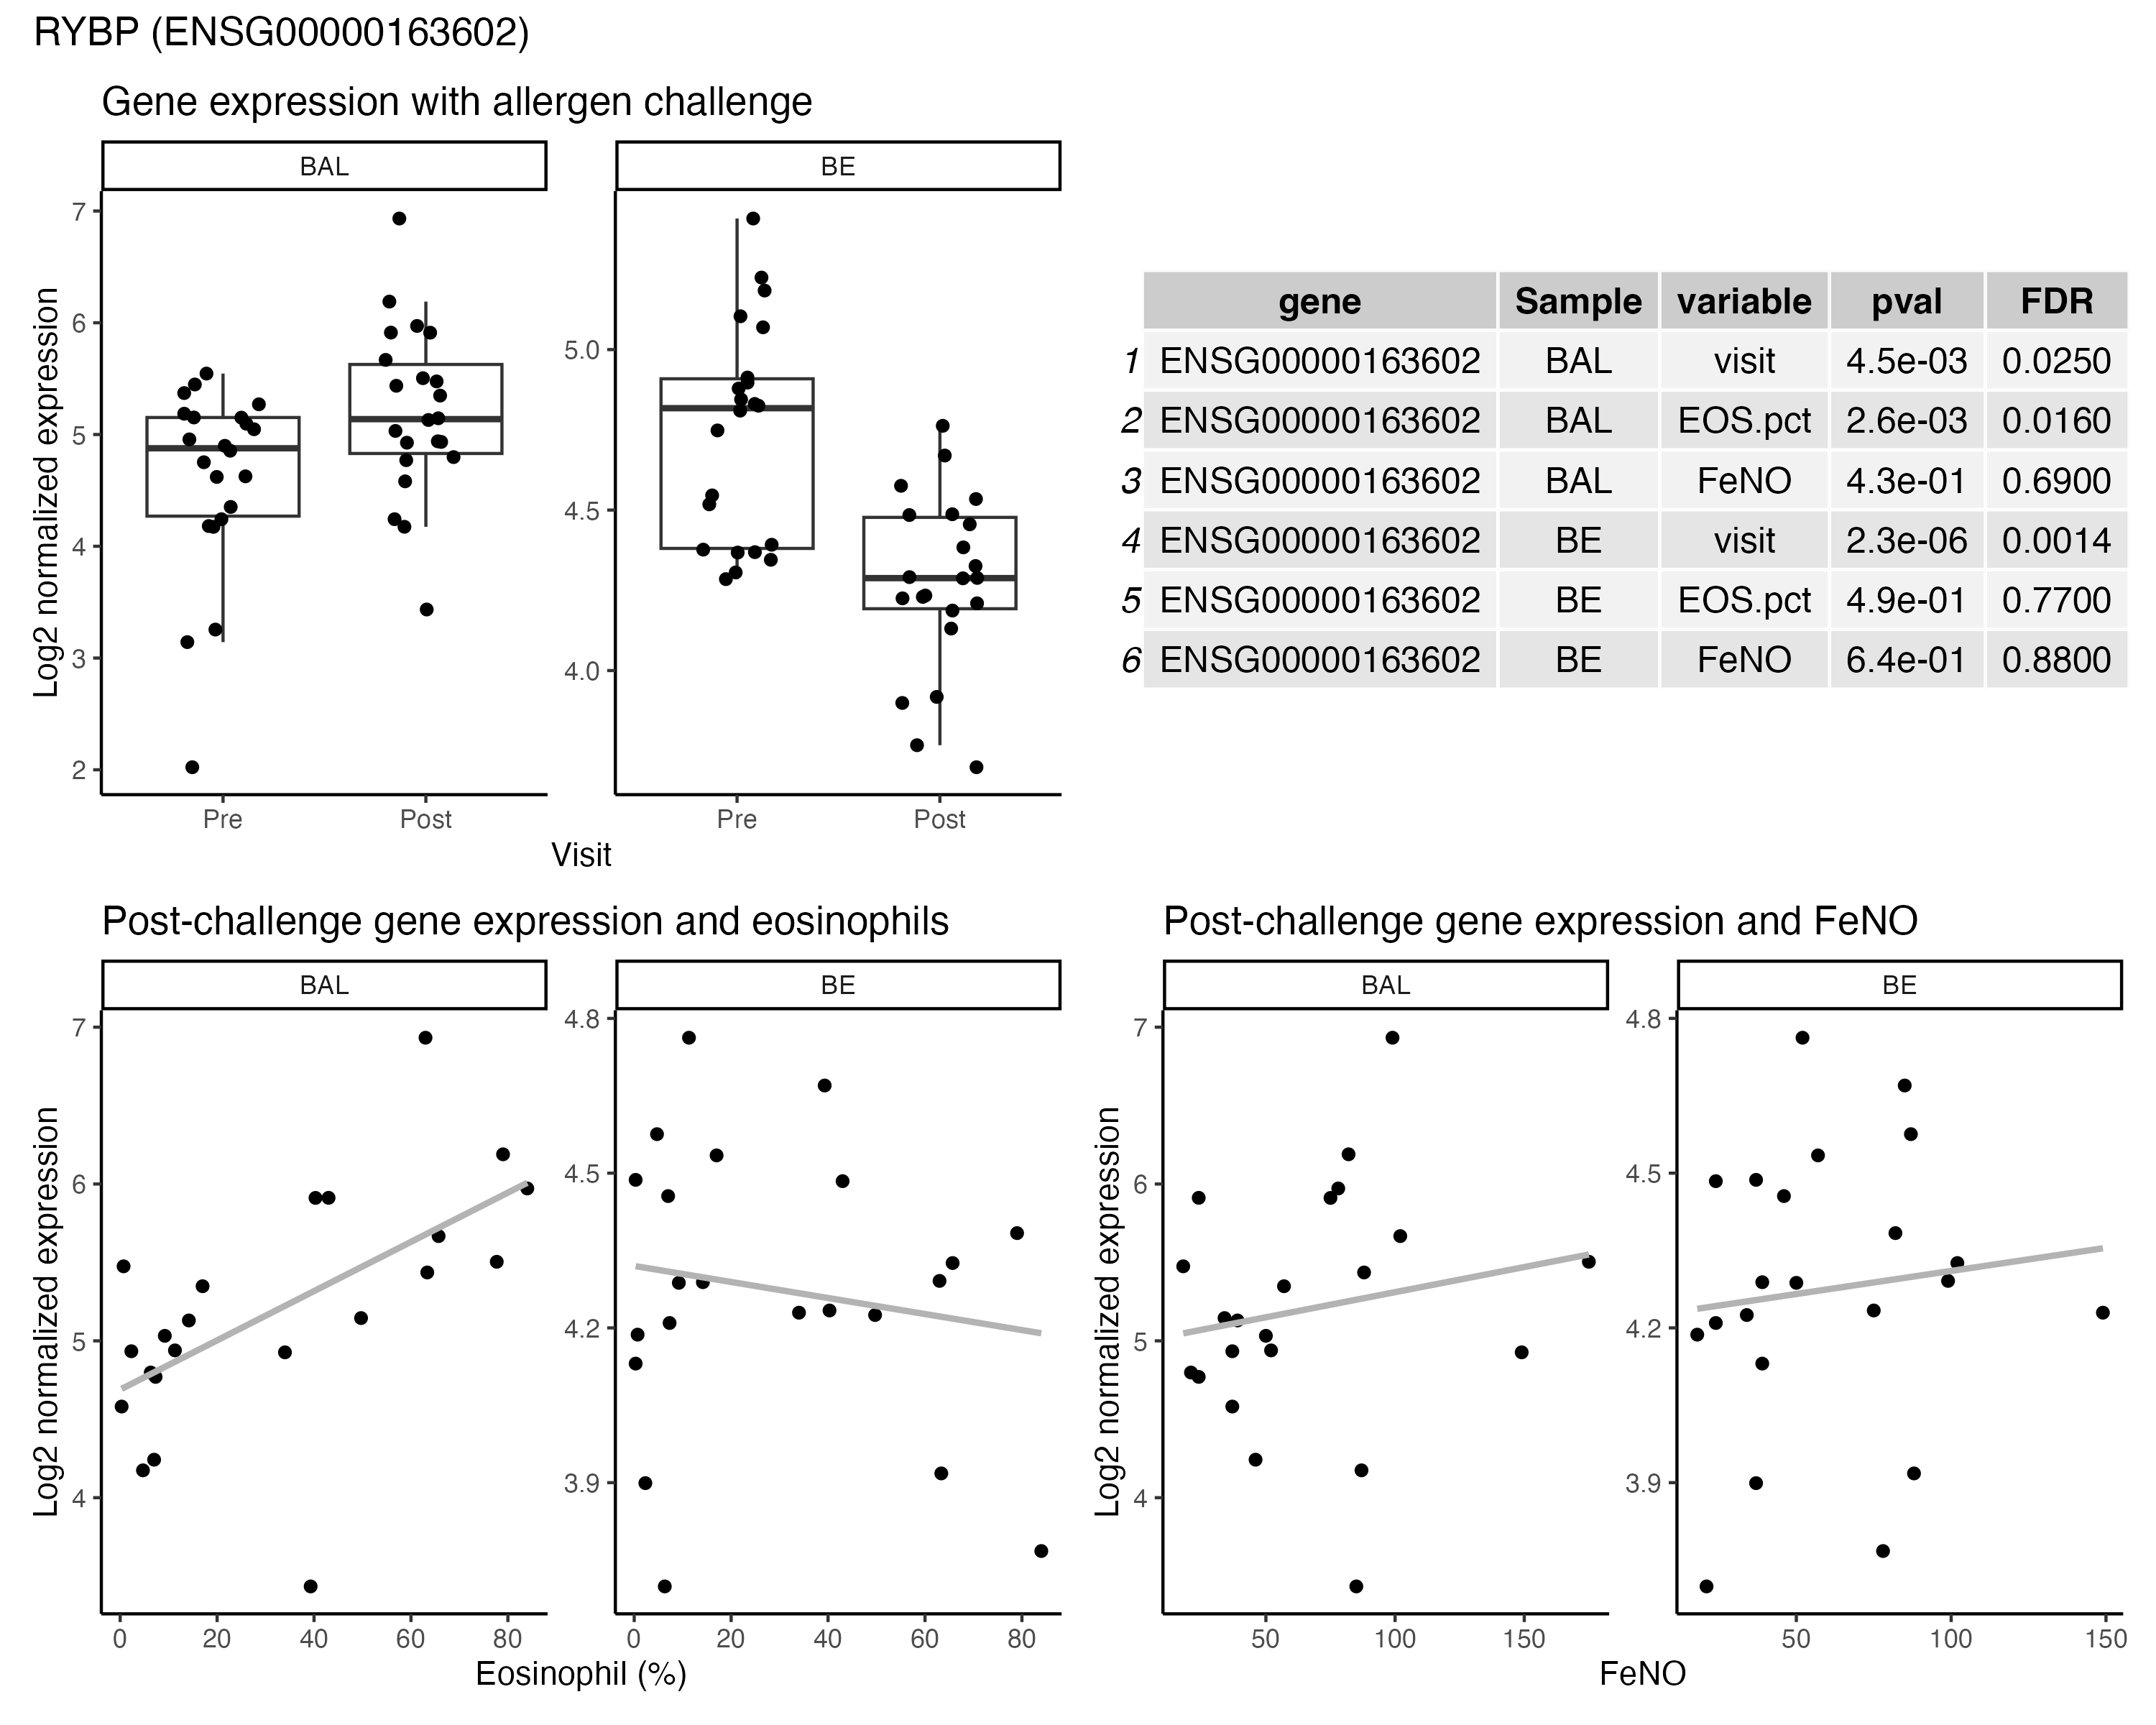 RYBP (ENSG00000163602)
Gene expression with allergen challenge
BAL
BE
Log2 normalized expression
7
6
5
4
3
2
5.0
4.5
4.0
Pre
Post
Pre
Post
Visit
gene Sample variable pval FDR
1 ENSG00000163602 BAL visit 4.5e-03 0.0250
2 ENSG00000163602 BAL EOS.pct 2.6e-03 0.0160
3 ENSG00000163602 BAL FeNO 4.3e-01 0.6900
4 ENSG00000163602 BE visit 2.3e-06 0.0014
5 ENSG00000163602 BE EOS.pct 4.9e-01 0.7700
6 ENSG00000163602 BE FeNO 6.4e-01 0.8800
Post-challenge gene expression and eosinophils
BAL
BE
Log2 normalized expression
7
6
5
4
4.8
4.5
4.2
3.9
0 20 40 60 80
0 20 40 60 80
Eosinophil (%)
Post-challenge gene expression and FeNO
BAL
BE
Log2 normalized expression
7
6
5
4
4.8
4.5
4.2
3.9
50 100 150
50 100 150
FeNO